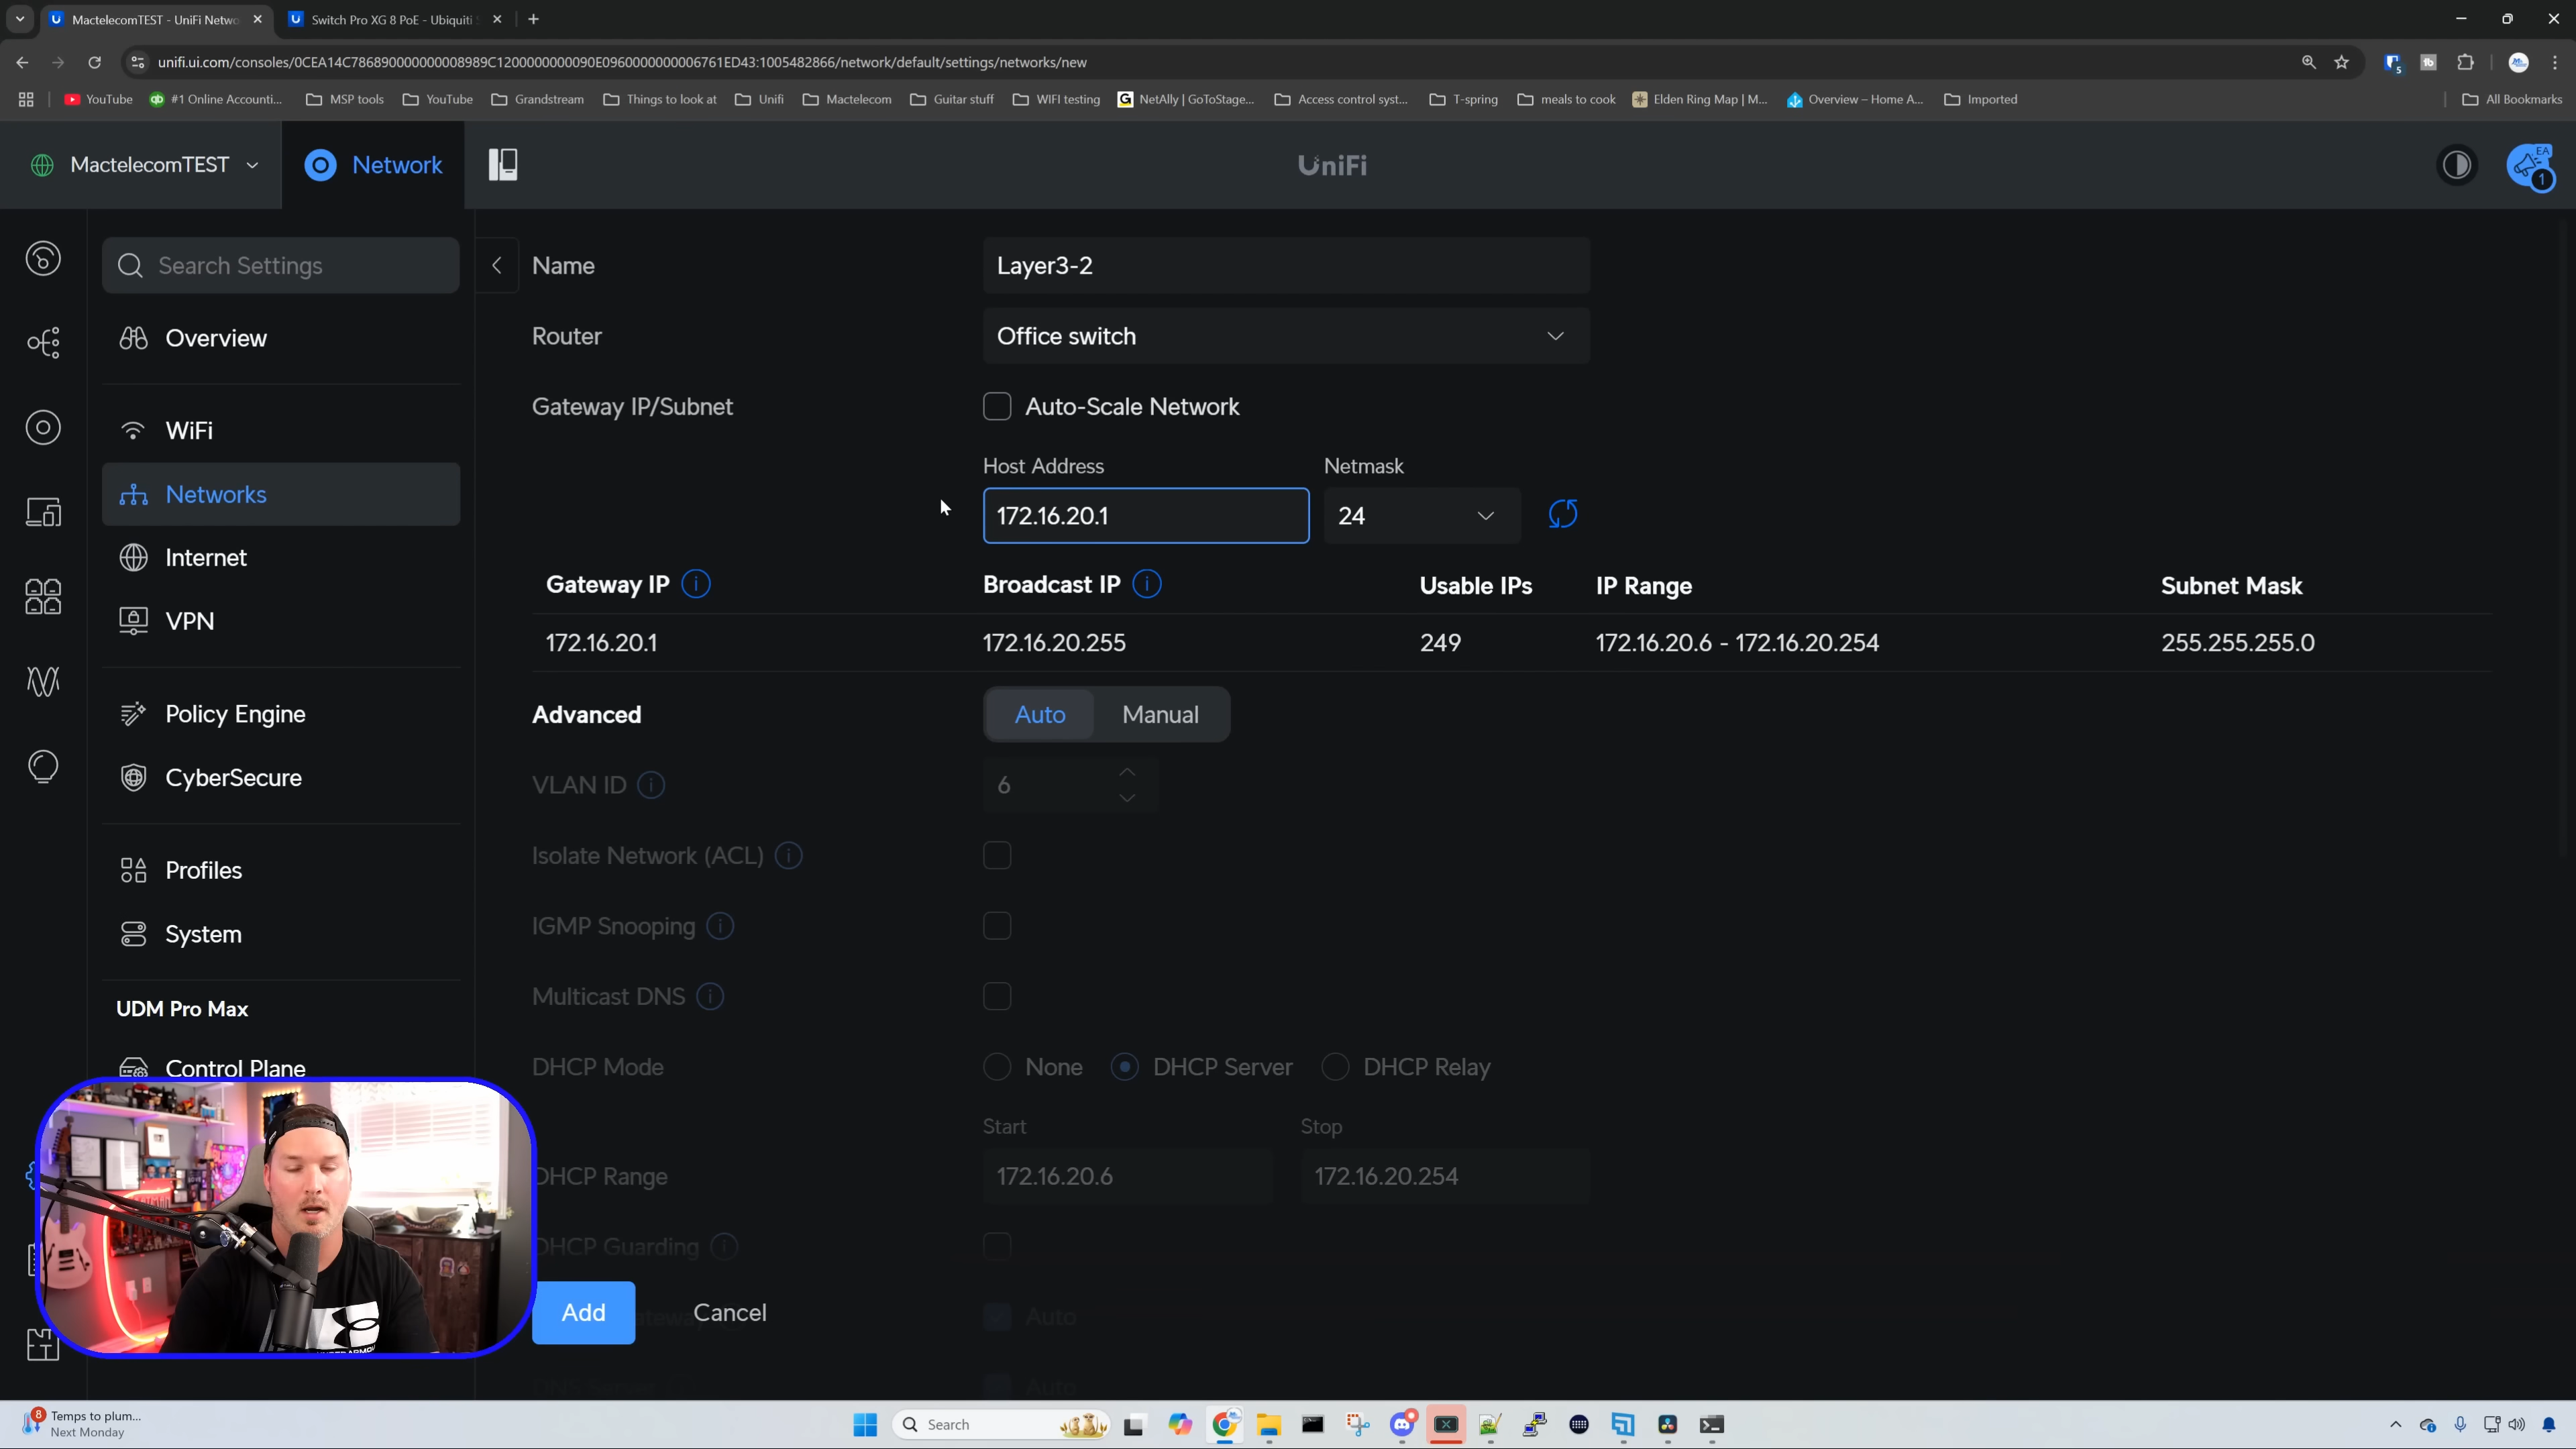 MactelecomTEST - UniFi Netwo
Switch Pro XG 8 PoE - Ubiquiti
unifi.ui.com/consoles/0CEA14C786890000000008989C1200000000090E0960000000006761ED43:1005482866/network/default/settings/networks/new
YouTube
#1 Online Accounti...
MSP tools
YouTube
Grandstream
Things to look at
Unifi
Mactelecom
Guitar stuff
WIFI testing
NetAlly | GoToStage...
Access control syst...
T-spring
meals to cook
Elden Ring Map | M...
Overview – Home A...
Imported
All Bookmarks
MactelecomTEST
Network
UniFi
EA
1
Search Settings
Overview
WiFi
Networks
Internet
VPN
Policy Engine
CyberSecure
Profiles
System
UDM Pro Max
Control Plane
Name
Layer3-2
Router
Office switch
Gateway IP/Subnet
Auto-Scale Network
Host Address
Netmask
172.16.20.1
24
Gateway IP
Broadcast IP
Usable IPs
IP Range
Subnet Mask
172.16.20.1
172.16.20.255
249
172.16.20.6 - 172.16.20.254
255.255.255.0
Advanced
Auto
Manual
VLAN ID
6
Isolate Network (ACL)
IGMP Snooping
Multicast DNS
DHCP Mode
None
DHCP Server
DHCP Relay
Start
Stop
DHCP Range
172.16.20.6
172.16.20.254
DHCP Guarding
Add
Cancel
Auto
Auto
8
Temps to plum...
Next Monday
Search
5